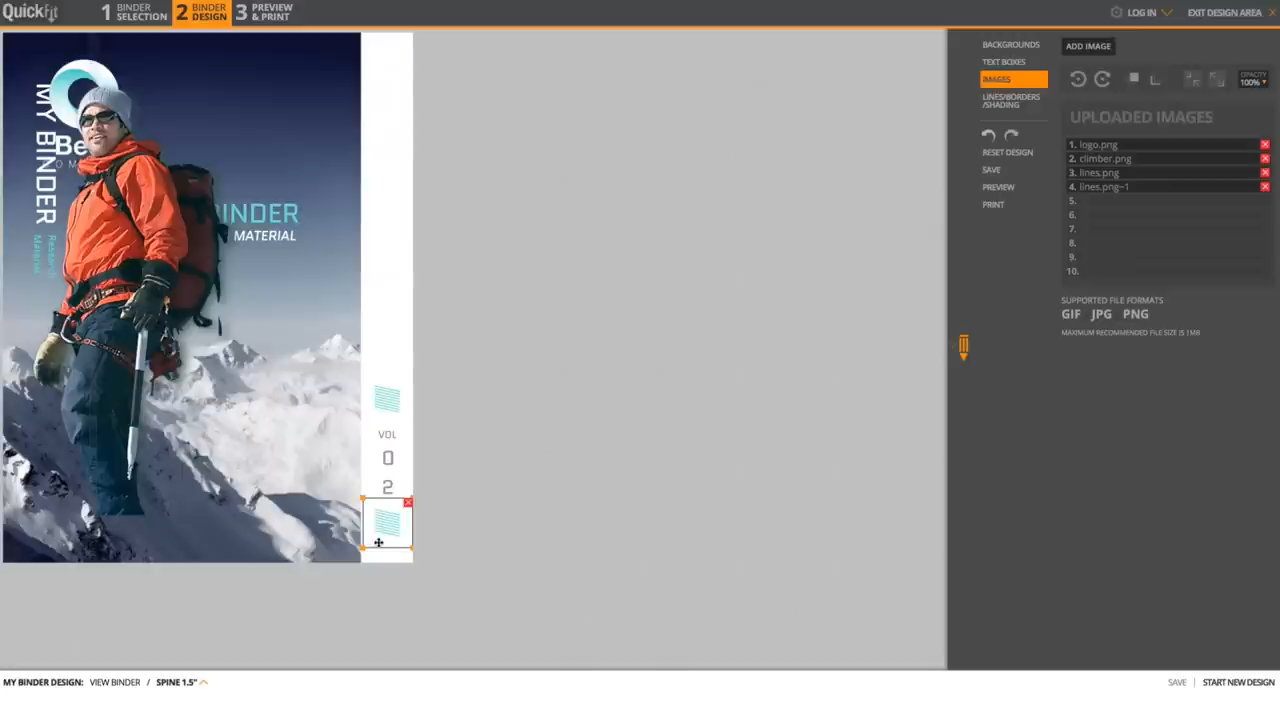 Quickfit
1 BINDER SELECTION
2 BINDER DESIGN
3 PREVIEW & PRINT
LOG IN
EXIT DESIGN AREA ×
MY BINDER
Research
Material
Be
INDER
MATERIAL
VOL
0
2
BACKGROUNDS
TEXT BOXES
IMAGES
LINES/BORDERS
/SHADING
RESET DESIGN
SAVE
PREVIEW
PRINT
ADD IMAGE
OPACITY
100%
UPLOADED IMAGES
1. logo.png
2. climber.png
3. lines.png
4. lines.png~1
5.
6.
7.
8.
9.
10.
SUPPORTED FILE FORMATS
GIF JPG PNG
MAXIMUM RECOMMENDED FILE SIZE IS 1MB
MY BINDER DESIGN: VIEW BINDER / SPINE 1.5"
SAVE | START NEW DESIGN